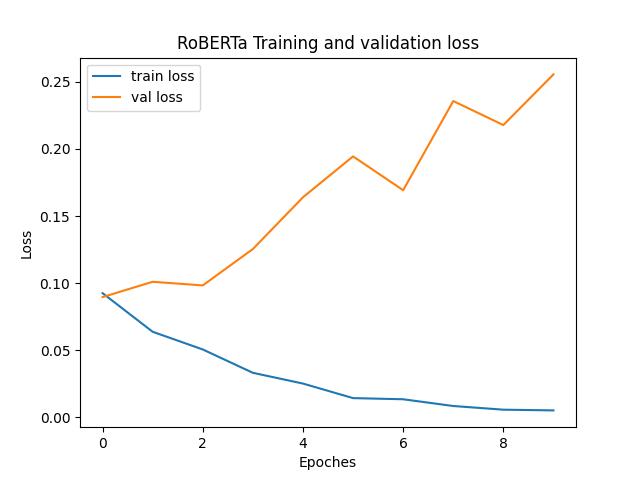 RoBERTa Training and validation loss
train loss
val loss
0.25
0.20
0.15
0.10
0.05
0.00
Loss
0 2 4 6 8
Epoches